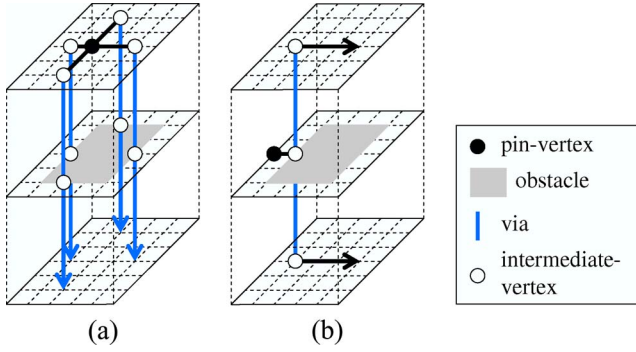 pin-vertex
obstacle
via
intermediate-
vertex
(a)
(b)